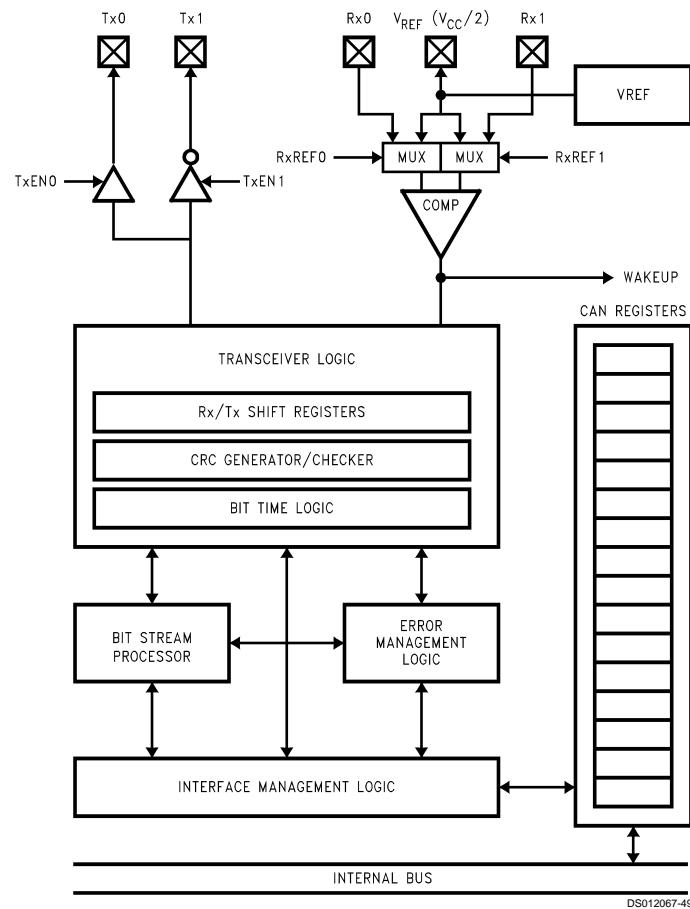 Tx0 Tx1 Rx0 VREF (VCC/2) Rx1
VREF
RxREF0 MUX MUX RxREF1
TxEN0 TxEN1
COMP
WAKEUP
CAN REGISTERS
TRANSCEIVER LOGIC
Rx/Tx SHIFT REGISTERS
CRC GENERATOR/CHECKER
BIT TIME LOGIC
BIT STREAM
PROCESSOR
ERROR
MANAGEMENT
LOGIC
INTERFACE MANAGEMENT LOGIC
INTERNAL BUS
DS012067-49